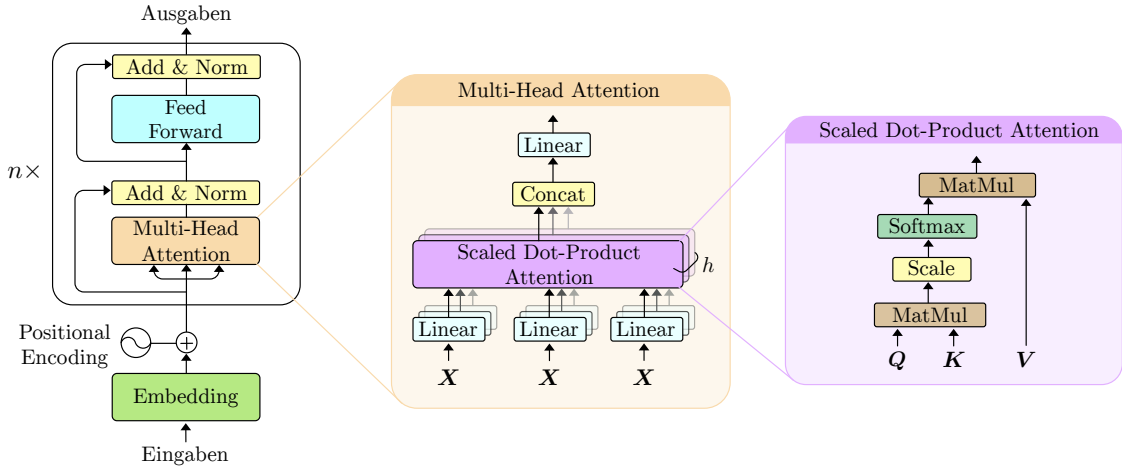 Ausgaben
Add & Norm
Feed
Forward
n×
Add & Norm
Multi-Head
Attention
Positional
Encoding
+
Embedding
Eingaben
Multi-Head Attention
Linear
Concat
Scaled Dot-Product
Attention
h
Linear
Linear
Linear
X
X
X
Scaled Dot-Product Attention
MatMul
Softmax
Scale
MatMul
Q
K
V